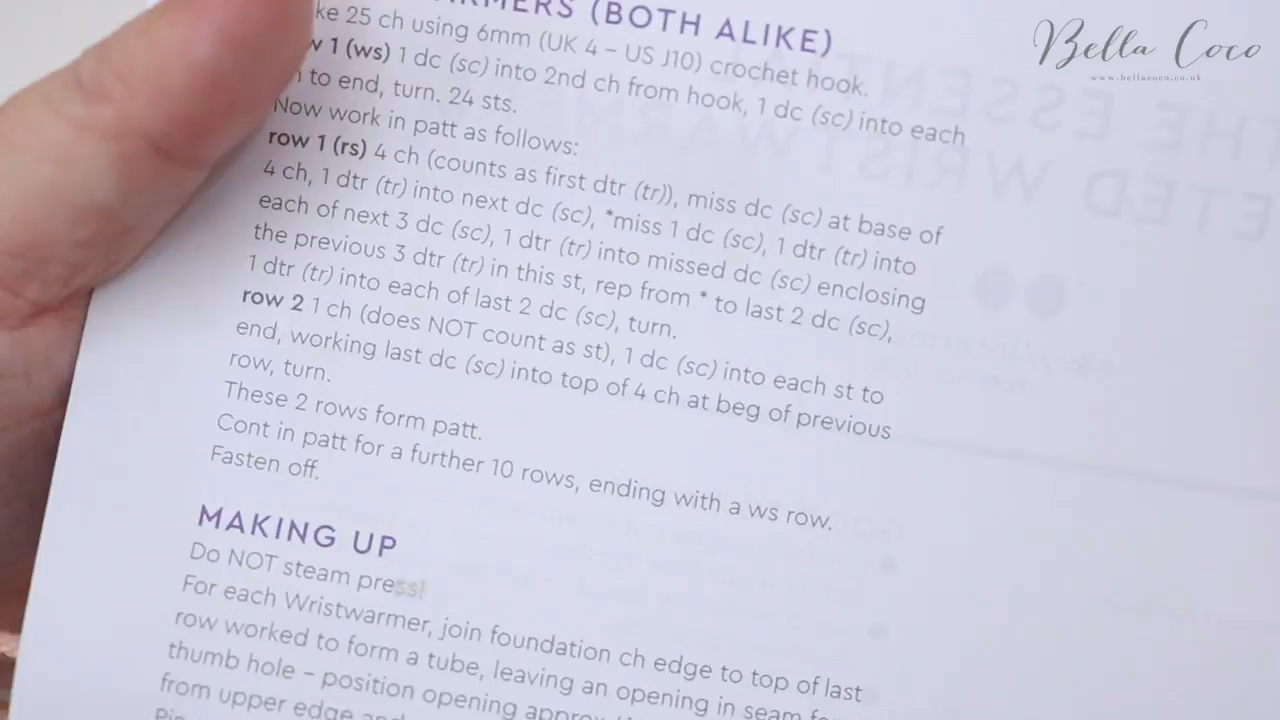 Bella Coco
(BOTH ALIKE)
25 ch using 6mm (UK 4 – US J10) crochet hook.
1 (ws) 1 dc (sc) into 2nd ch from hook, 1 dc (sc) into each
to end, turn. 24 sts.
Now work in patt as follows:
row 1 (rs) 4 ch (counts as first dtr (tr)), miss dc (sc) at base of
4 ch, 1 dtr (tr) into next dc (sc), *miss 1 dc (sc), 1 dtr (tr) into
each of next 3 dc (sc), 1 dtr (tr) into missed dc (sc) enclosing
the previous 3 dtr (tr) in this st, rep from * to last 2 dc (sc),
1 dtr (tr) into each of last 2 dc (sc), turn.
row 2 1 ch (does NOT count as st), 1 dc (sc) into each st to
end, working last dc (sc) into top of 4 ch at beg of previous
row, turn.
These 2 rows form patt.
Cont in patt for a further 10 rows, ending with a ws row.
Fasten off.
MAKING UP
Do NOT steam press!
For each Wristwarmer, join foundation ch edge to top of last
row worked to form a tube, leaving an opening in seam
thumb hole – position opening
from upper edge and